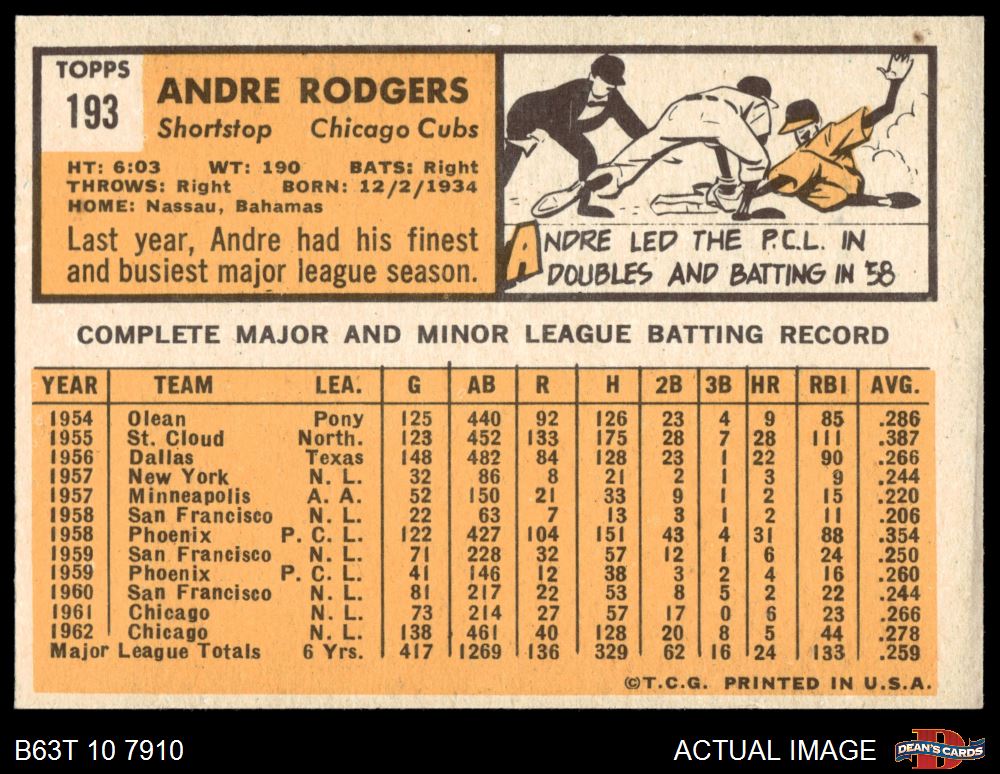 TOPPS
193
ANDRE RODGERS
Shortstop Chicago Cubs
HT: 6:03 WT: 190 BATS: Right
THROWS: Right BORN: 12/2/1934
HOME: Nassau, Bahamas
Last year, Andre had his finest
and busiest major league season.
ANDRE LED THE P.C.L. IN
DOUBLES AND BATTING IN '58
COMPLETE MAJOR AND MINOR LEAGUE BATTING RECORD
YEAR TEAM LEA. G AB R H 2B 3B HR RBI AVG.
1954 Olean Pony 125 440 92 126 23 4 9 85 .286
1955 St. Cloud North. 123 452 133 175 28 7 28 111 .387
1956 Dallas Texas 148 482 84 128 23 1 22 90 .266
1957 New York N. L. 32 86 8 21 2 1 3 9 .244
1957 Minneapolis A. A. 52 150 21 33 9 1 2 15 .220
1958 San Francisco N. L. 22 63 7 13 3 1 2 11 .206
1958 Phoenix P. C. L. 122 427 104 151 43 4 31 88 .354
1959 San Francisco N. L. 71 228 32 57 12 1 6 24 .250
1959 Phoenix P. C. L. 41 146 12 38 3 2 4 16 .260
1960 San Francisco N. L. 81 217 22 53 8 5 2 22 .244
1961 Chicago N. L. 73 214 27 57 17 0 6 23 .266
1962 Chicago N. L. 138 461 40 128 20 8 5 44 .278
Major League Totals 6 Yrs. 417 1269 136 329 62 16 24 133 .259
©T.C.G. PRINTED IN U.S.A.
B63T 10 7910
ACTUAL IMAGE
DEAN'S CARDS